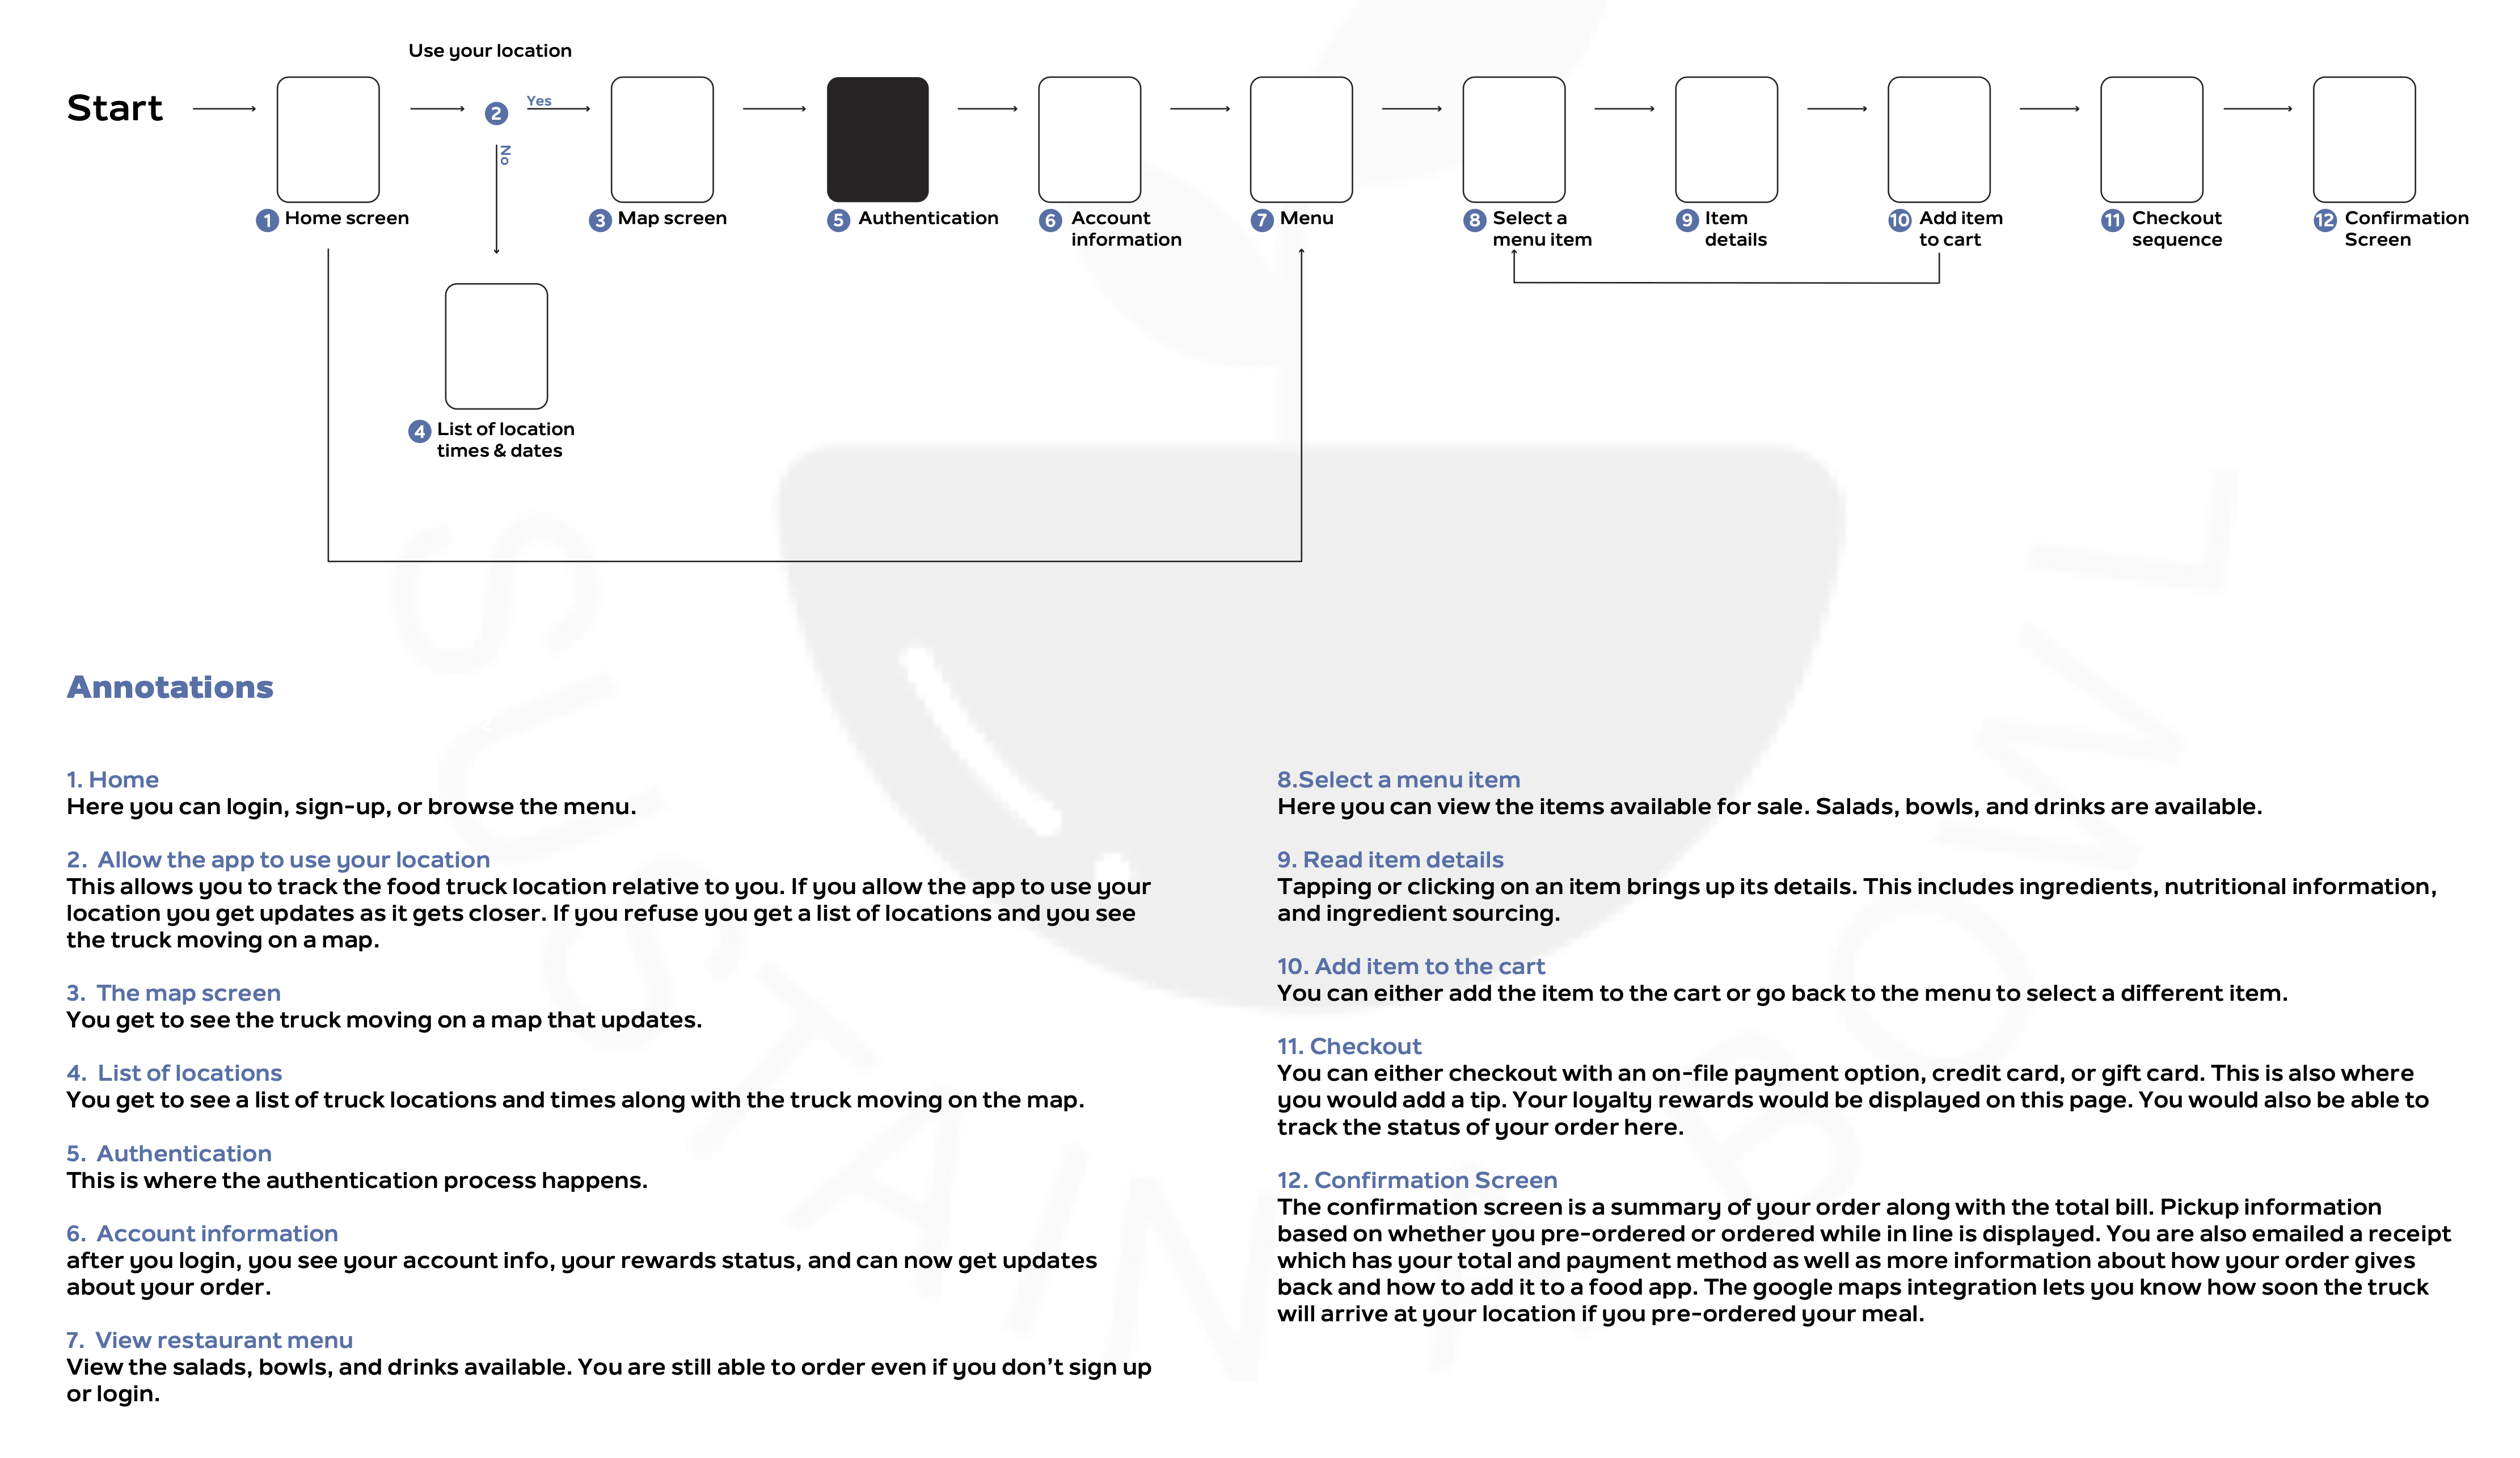 Use your location
Start
2
Yes
No
1 Home screen
3 Map screen
5 Authentication
6 Account
information
7 Menu
8 Select a
menu item
9 Item
details
10 Add item
to cart
11 Checkout
sequence
12 Confirmation
Screen
4 List of location
times & dates
Annotations
1. Home
Here you can login, sign-up, or browse the menu.
2. Allow the app to use your location
This allows you to track the food truck location relative to you. If you allow the app to use your
location you get updates as it gets closer. If you refuse you get a list of locations and you see
the truck moving on a map.
3. The map screen
You get to see the truck moving on a map that updates.
4. List of locations
You get to see a list of truck locations and times along with the truck moving on the map.
5. Authentication
This is where the authentication process happens.
6. Account information
after you login, you see your account info, your rewards status, and can now get updates
about your order.
7. View restaurant menu
View the salads, bowls, and drinks available. You are still able to order even if you don't sign up
or login.
8.Select a menu item
Here you can view the items available for sale. Salads, bowls, and drinks are available.
9. Read item details
Tapping or clicking on an item brings up its details. This includes ingredients, nutritional information,
and ingredient sourcing.
10. Add item to the cart
You can either add the item to the cart or go back to the menu to select a different item.
11. Checkout
You can either checkout with an on-file payment option, credit card, or gift card. This is also where
you would add a tip. Your loyalty rewards would be displayed on this page. You would also be able to
track the status of your order here.
12. Confirmation Screen
The confirmation screen is a summary of your order along with the total bill. Pickup information
based on whether you pre-ordered or ordered while in line is displayed. You are also emailed a receipt
which has your total and payment method as well as more information about how your order gives
back and how to add it to a food app. The google maps integration lets you know how soon the truck
will arrive at your location if you pre-ordered your meal.
SUSTAIN A BOWL